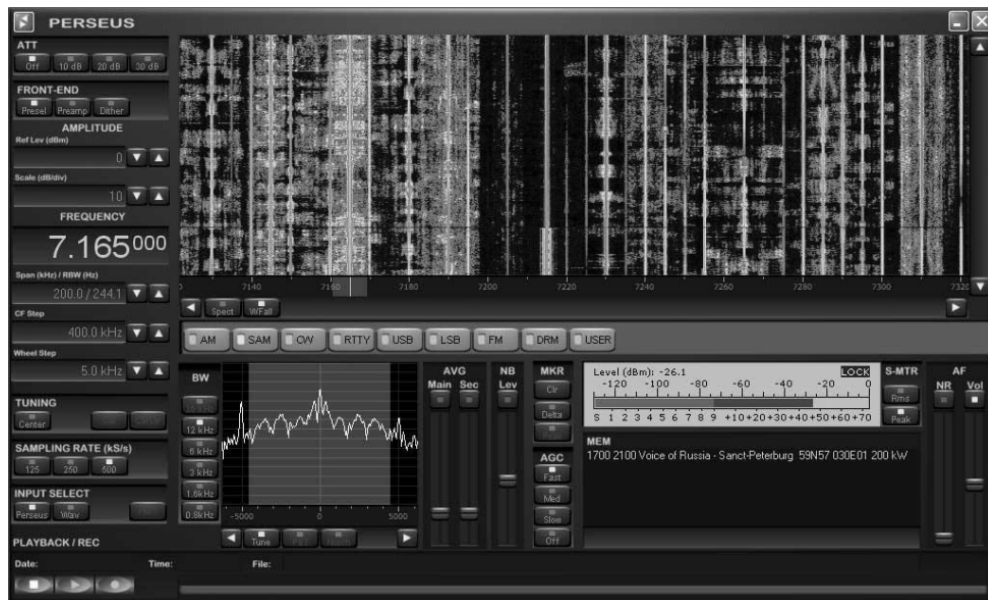 PERSEUS
ATT
Off 10 dB 20 dB 30 dB
FRONT-END
Presel Preamp Dither
AMPLITUDE
Ref Lev (dBm)
0
Scale (dB/div)
10
FREQUENCY
7.165000
Span (kHz) / RBW (Hz)
200.0 / 244.1
CF Step
400.0 kHz
Wheel Step
5.0 kHz
TUNING
Center
SAMPLING RATE (kS/s)
125 250 500
INPUT SELECT
Perseus Wav
PLAYBACK / REC
Date: Time: File:
7140 7160 7180 7200 7220 7240 7260 7280 7300 7320
Spect WFall
AM SAM CW RTTY USB LSB FM DRM USER
BW
12 kHz
6 kHz
3 kHz
1.6kHz
0.8kHz
-5000 0 5000
Tune
AVG
Main Sec
NB
Lev
MKR
Clr
Delta
AGC
Fast
Med
Slow
Off
Level (dBm): -26.1 LOCK
-120 -100 -80 -60 -40 -20 0
S 1 2 3 4 5 6 7 8 9 +10+20+30+40+50+60+70
S-MTR
Rms
Peak
AF
NR Vol
MEM
1700 2100 Voice of Russia - Sanct-Peterburg 59N57 030E01 200 kW